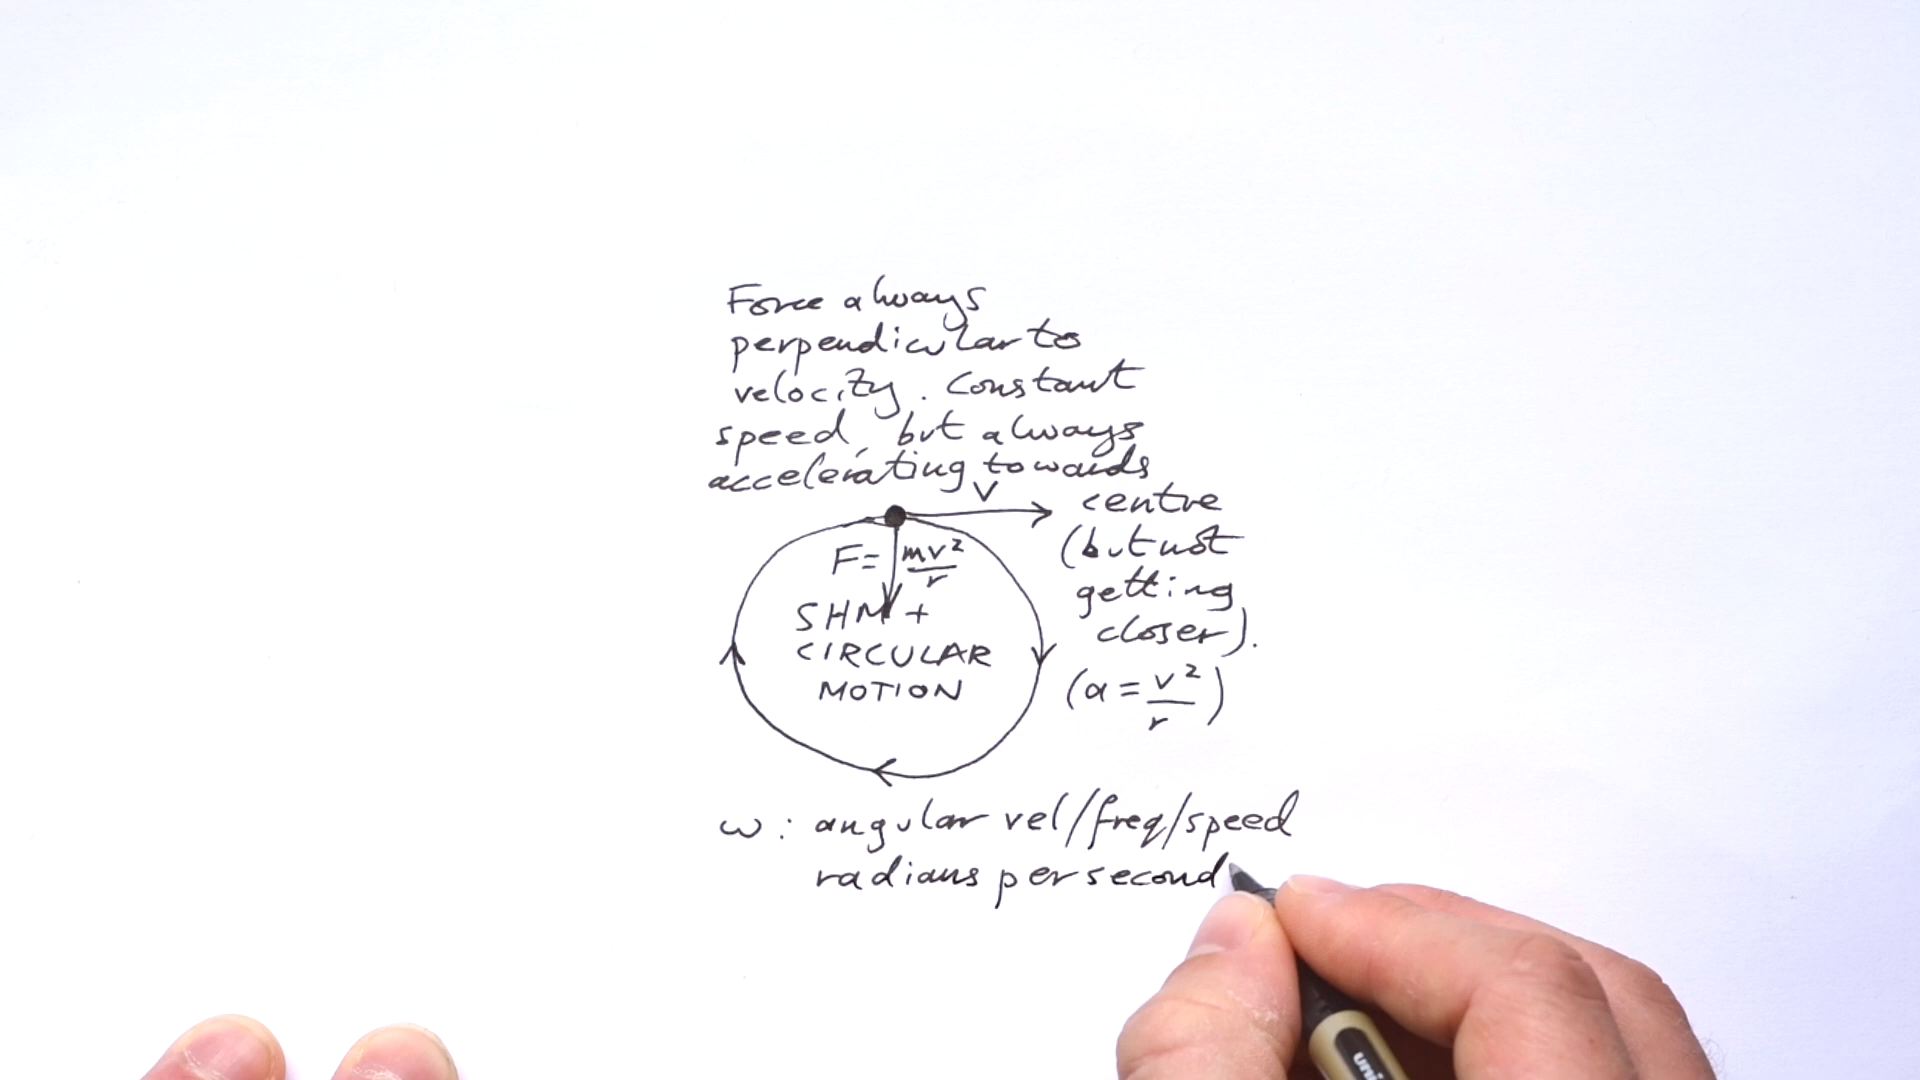 Force always
perpendicular to
velocity. Constant
speed, but always
accelerating towards
centre
(but not
getting
closer).
(a = v²/r)
v
F = mv²/r
SHM +
CIRCULAR
MOTION
ω : angular vel/freq/speed
radians per second
uni